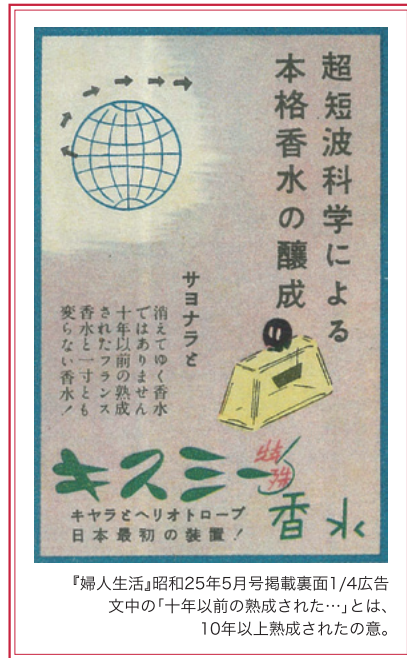 超短波科学による
本格香水の醸成
サヨナラと
消えてゆく香水
ではありません
十年以前の熟成
されたフランス
香水と一寸とも
変らない香水！
キスミー
特殊
香水
キヤラとヘリオトロープ
日本最初の装置！
『婦人生活』昭和25年5月号掲載裏面1/4広告
文中の「十年以前の熟成された…」とは、
10年以上熟成されたの意。